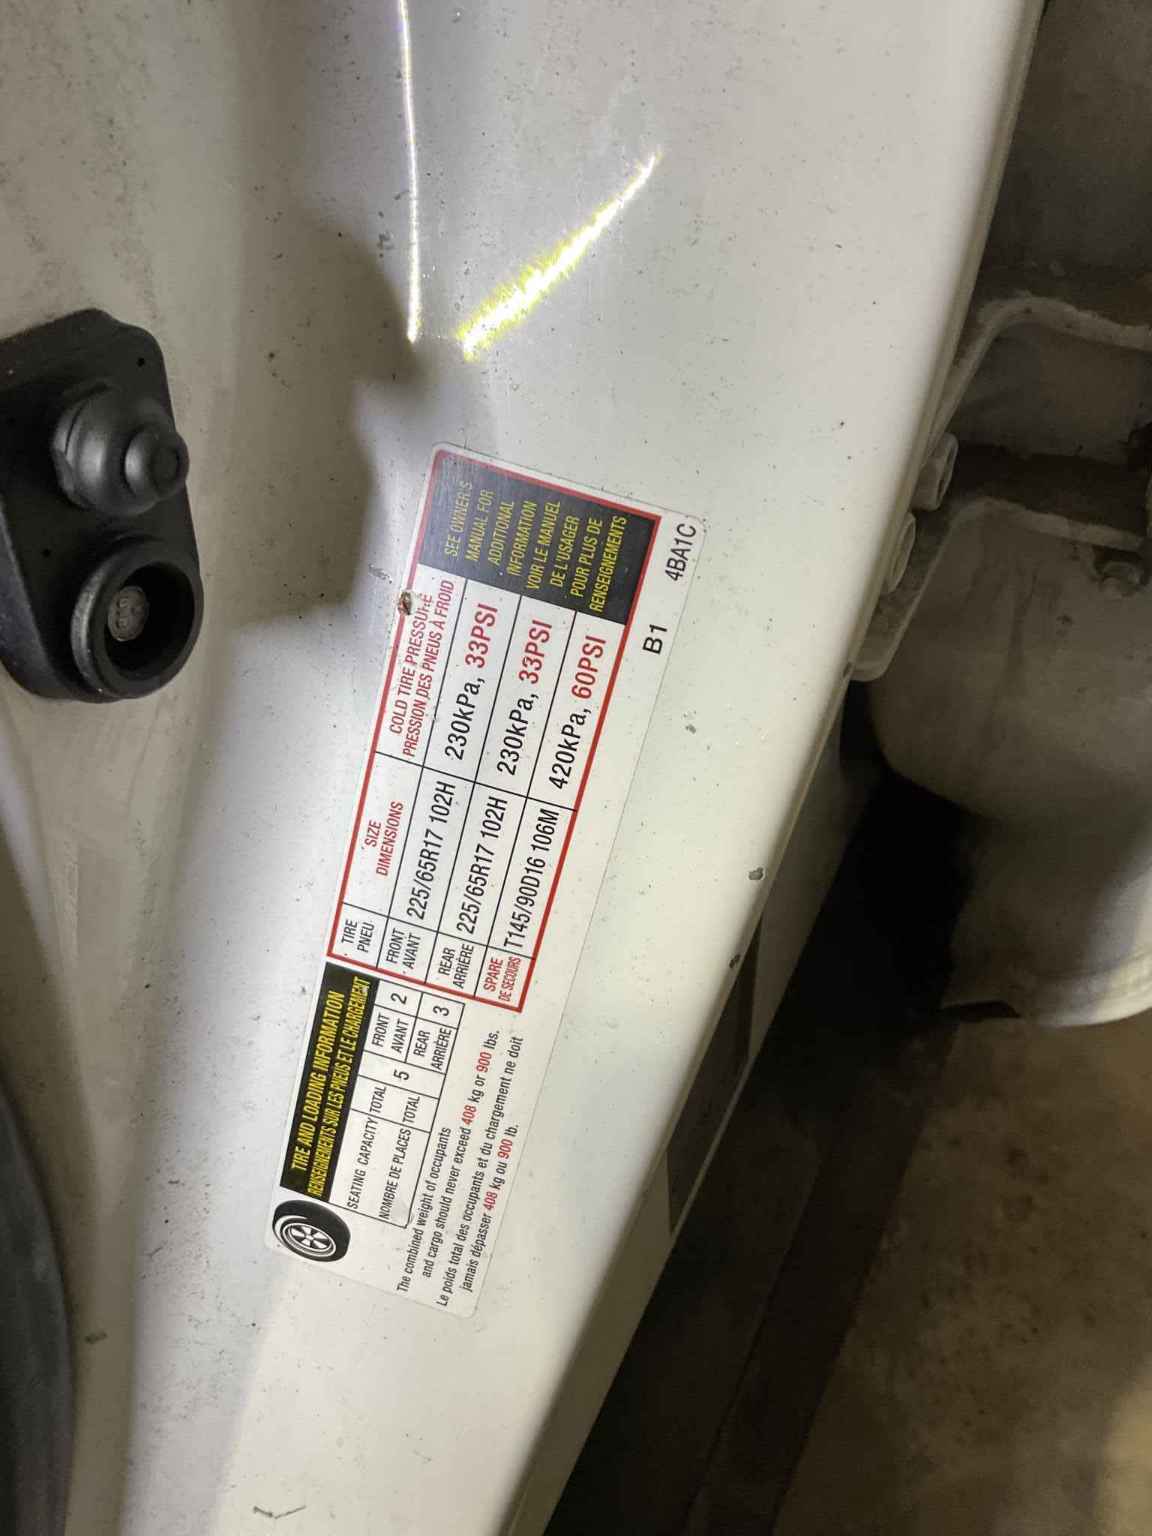 TIRE AND LOADING INFORMATION
RENSEIGNEMENTS SUR LES PNEUS ET LE CHARGEMENT
SEATING CAPACITY TOTAL 5 FRONT 2 REAR 3
NOMBRE DE PLACES TOTAL AVANT ARRIÈRE
The combined weight of occupants
and cargo should never exceed 408 kg or 900 lbs.
Le poids total des occupants et du chargement ne doit
jamais dépasser 408 kg ou 900 lb.
TIRE SIZE COLD TIRE PRESSURE
PNEU DIMENSIONS PRESSION DES PNEUS À FROID
FRONT
AVANT 225/65R17 102H 230kPa, 33PSI
REAR
ARRIÈRE 225/65R17 102H 230kPa, 33PSI
SPARE
DE SECOURS T145/90D16 106M 420kPa, 60PSI
SEE OWNER'S
MANUAL FOR
ADDITIONAL
INFORMATION
VOIR LE MANUEL
DE L'USAGER
POUR PLUS DE
RENSEIGNEMENTS
B1 4BA1C